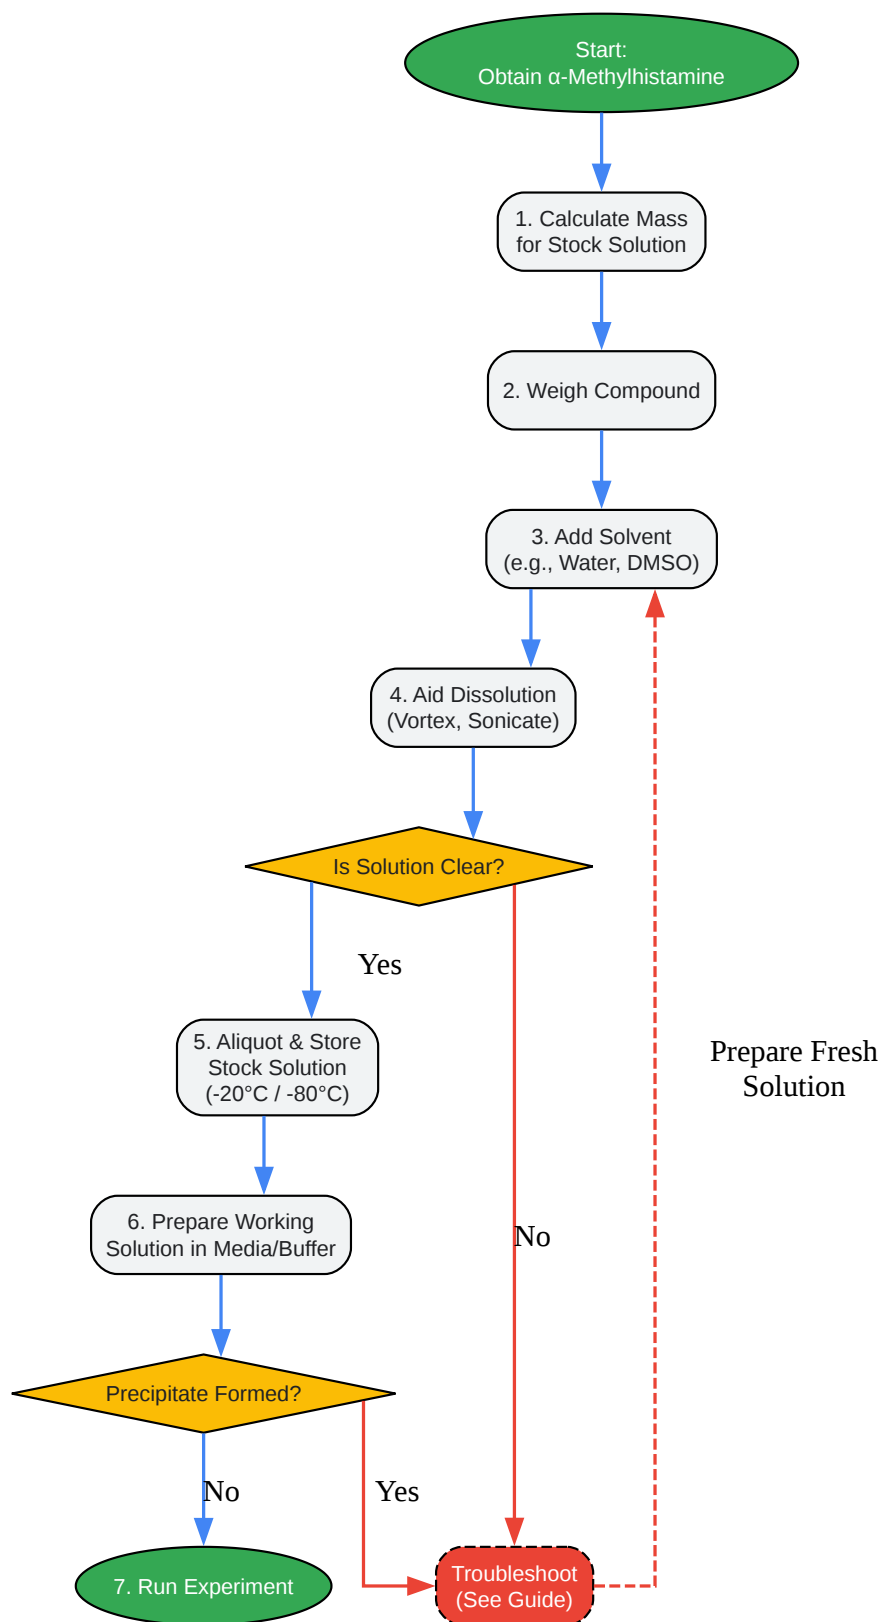 Start:
Obtain α-Methylhistamine
1. Calculate Mass
for Stock Solution
2. Weigh Compound
3. Add Solvent
(e.g., Water, DMSO)
4. Aid Dissolution
(Vortex, Sonicate)
Is Solution Clear?
Yes
5. Aliquot & Store
Stock Solution
(-20°C / -80°C)
Prepare Fresh
Solution
6. Prepare Working
Solution in Media/Buffer
No
Precipitate Formed?
No
Yes
7. Run Experiment
Troubleshoot
(See Guide)